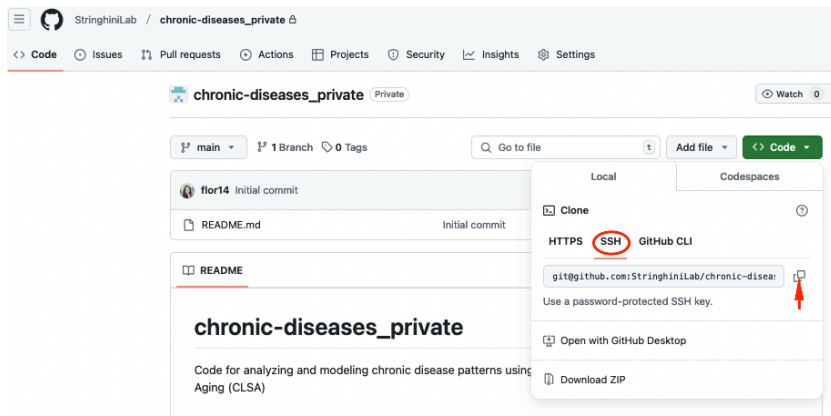 StringhiniLab / chronic-diseases_private
Code Issues Pull requests Actions Projects Security Insights Settings
chronic-diseases_private Private
Watch 0
main 1 Branch 0 Tags
Go to file t Add file Code
flor14 Initial commit
README.md Initial commit
README
chronic-diseases_private
Code for analyzing and modeling chronic disease patterns using
Aging (CLSA)
Local Codespaces
Clone
HTTPS SSH GitHub CLI
git@github.com:StringhiniLab/chronic-diseas
Use a password-protected SSH key.
Open with GitHub Desktop
Download ZIP